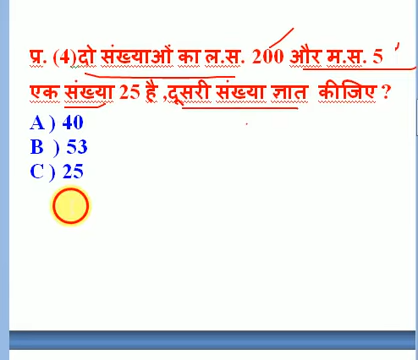 प्र. (4)दो संख्याओं का ल.स. 200 और म.स. 5
एक संख्या 25 है ,दूसरी संख्या ज्ञात कीजिए ?
A ) 40
B ) 53
C ) 25